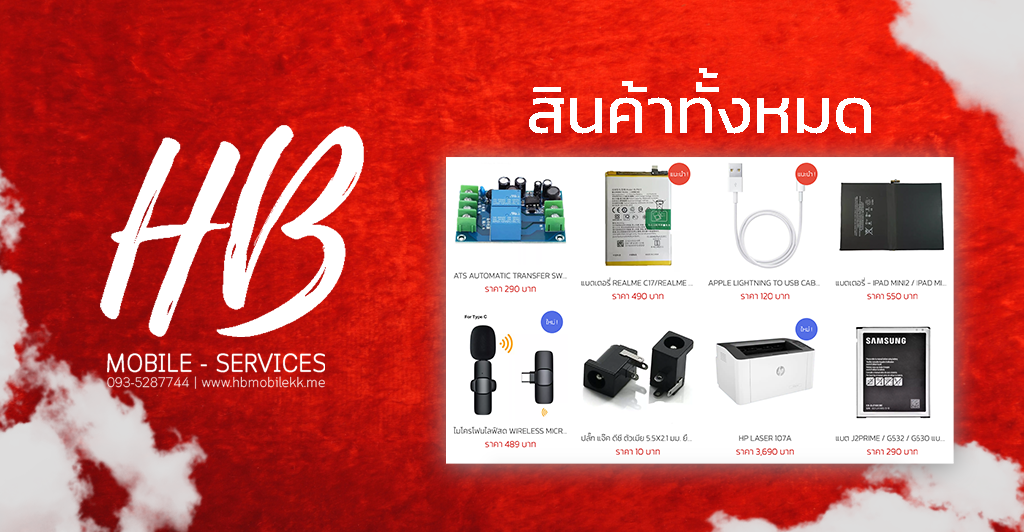 HB
MOBILE - SERVICES
093-5287744 | www.hbmobilekk.me
สินค้าทั้งหมด
แนะนำ !
แนะนำ !
ATS AUTOMATIC TRANSFER SW...
ราคา 290 บาท
แบตเตอรี่ REALME C17/REALME ...
ราคา 490 บาท
APPLE LIGHTNING TO USB CAB...
ราคา 120 บาท
แบตเตอรี่ - IPAD MINI2 / IPAD MI...
ราคา 550 บาท
For Type C
ใหม่ !
ใหม่ !
hp
SAMSUNG
ไมโครโฟนไลฟ์สด WIRELESS MICR...
ราคา 489 บาท
ปลั๊ก แจ๊ค ดีซี ตัวเมีย 5.5X2.1 มม. ยึ...
ราคา 10 บาท
HP LASER 107A
ราคา 3,690 บาท
แบต J2PRIME / G532 / G530 แบ...
ราคา 290 บาท